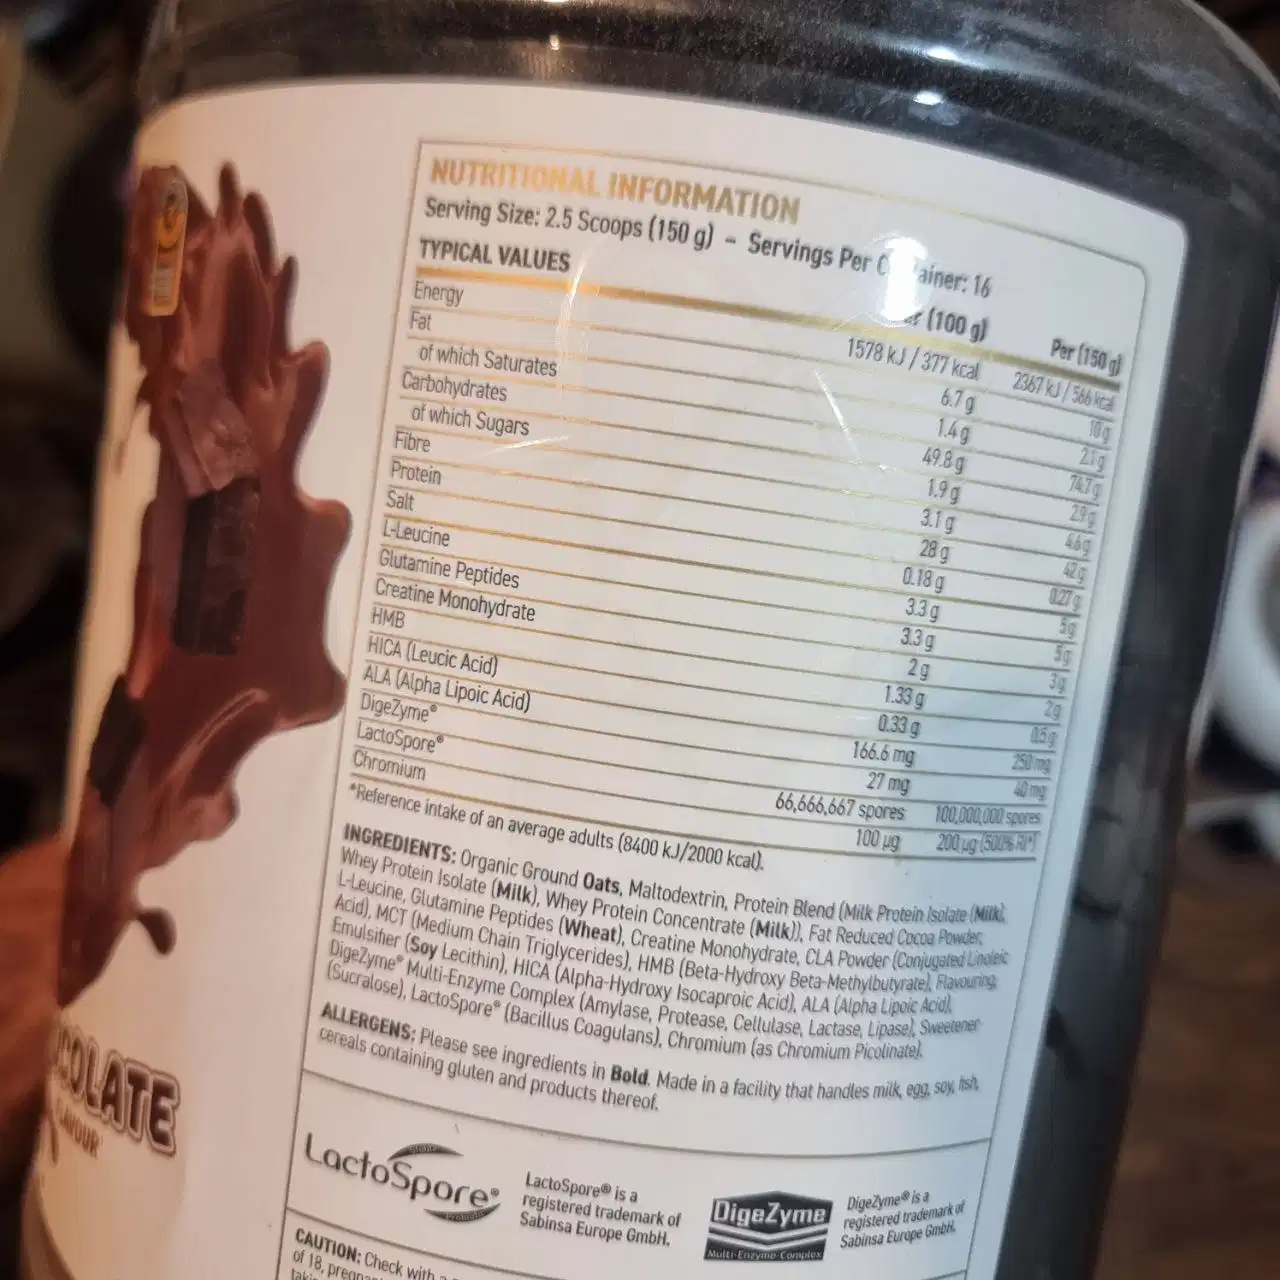 NUTRITIONAL INFORMATION
Serving Size: 2.5 Scoops (150 g) - Servings Per 16
TYPICAL VALUES (100 g) Per (150 g)
Energy 1578 kJ / 377 kcal 2367 kJ / 566 kcal
Fat 6.7 g 10 g
of which Saturates 1.4 g 2.1 g
Carbohydrates 49.8 g 74.7 g
of which Sugars 1.9 g 2.9 g
Fibre 3.1 g 4.6 g
Protein 28 g 42 g
Salt 0.18 g 0.27 g
L-Leucine 3.3 g 5 g
Glutamine Peptides 3.3 g 5 g
Creatine Monohydrate 2 g 3 g
HMB 1.33 g 2 g
HICA (Leucic Acid) 0.33 g 0.5 g
ALA (Alpha Lipoic Acid) 166.6 mg 250 mg
DigeZyme® 27 mg 40 mg
LactoSpore® 66,666,667 spores 100,000,000 spores
Chromium 100 µg 200 µg (500% RI*)
*Reference intake of an average adults (8400 kJ/2000 kcal).
INGREDIENTS: Organic Ground Oats, Maltodextrin, Protein Blend (Milk Protein Isolate (Milk),
Whey Protein Isolate (Milk), Whey Protein Concentrate (Milk)), Fat Reduced Cocoa Powder,
L-Leucine, Glutamine Peptides (Wheat), Creatine Monohydrate, CLA Powder (Conjugated Linoleic
Acid), MCT (Medium Chain Triglycerides), HMB (Beta-Hydroxy Beta-Methylbutyrate), Flavouring,
Emulsifier (Soy Lecithin), HICA (Alpha-Hydroxy Isocaproic Acid), ALA (Alpha Lipoic Acid),
DigeZyme® Multi-Enzyme Complex (Amylase, Protease, Cellulase, Lactase, Lipase), Sweetener
(Sucralose), LactoSpore® (Bacillus Coagulans), Chromium (as Chromium Picolinate).
ALLERGENS: Please see ingredients in Bold. Made in a facility that handles milk, egg, soy, fish,
cereals containing gluten and products thereof.
COLATE
LactoSpore®
LactoSpore® is a
registered trademark of
Sabinsa Europe GmbH.
DigeZyme
Multi-Enzyme Complex
DigeZyme® is a
registered trademark of
Sabinsa Europe GmbH.
CAUTION: Check with
of 18,